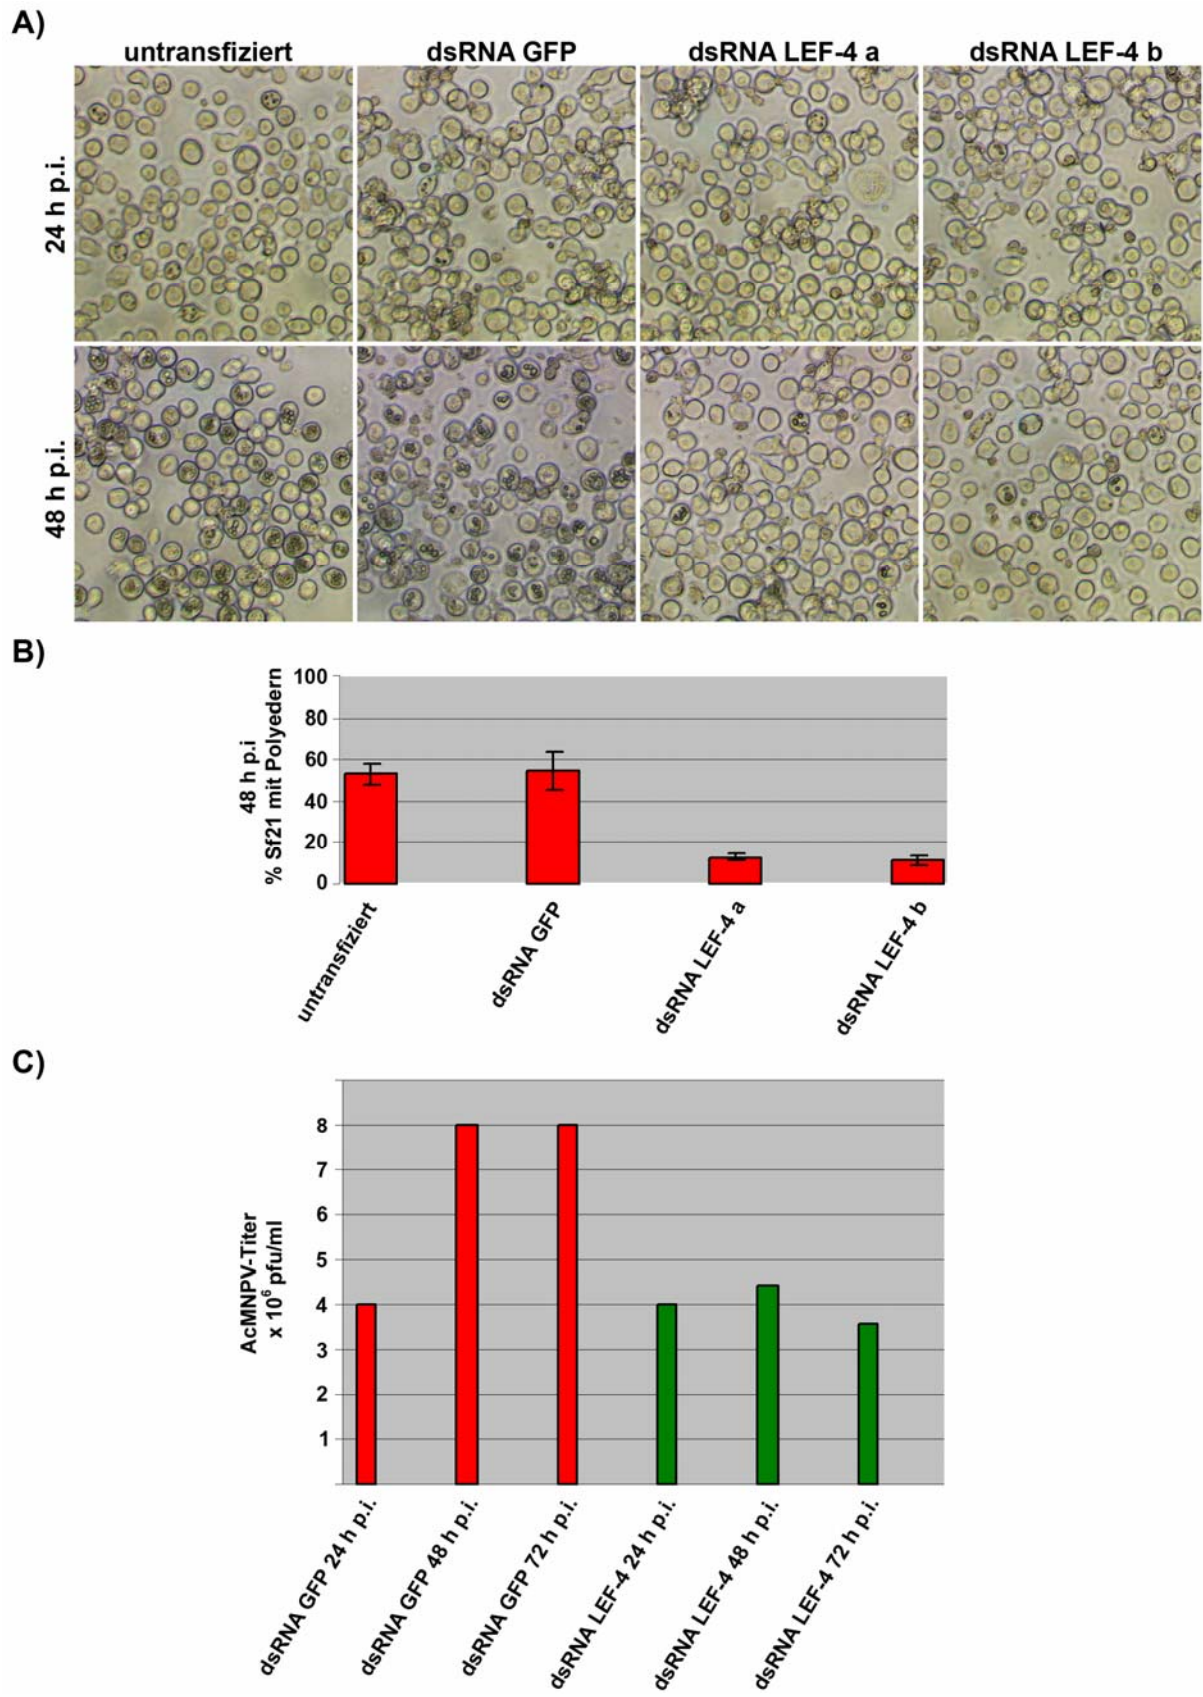 A)
untransfiziert
dsRNA GFP
dsRNA LEF-4 a
dsRNA LEF-4 b
24 h p.i.
48 h p.i.
B)
48 h p.i
% Sf21 mit Polyedern
100
80
60
40
20
0
untransfiziert
dsRNA GFP
dsRNA LEF-4 a
dsRNA LEF-4 b
C)
AcMNPV-Titer
x 10⁶ pfu/ml
8
7
6
5
4
3
2
1
dsRNA GFP 24 h p.i.
dsRNA GFP 48 h p.i.
dsRNA GFP 72 h p.i.
dsRNA LEF-4 24 h p.i.
dsRNA LEF-4 48 h p.i.
dsRNA LEF-4 72 h p.i.